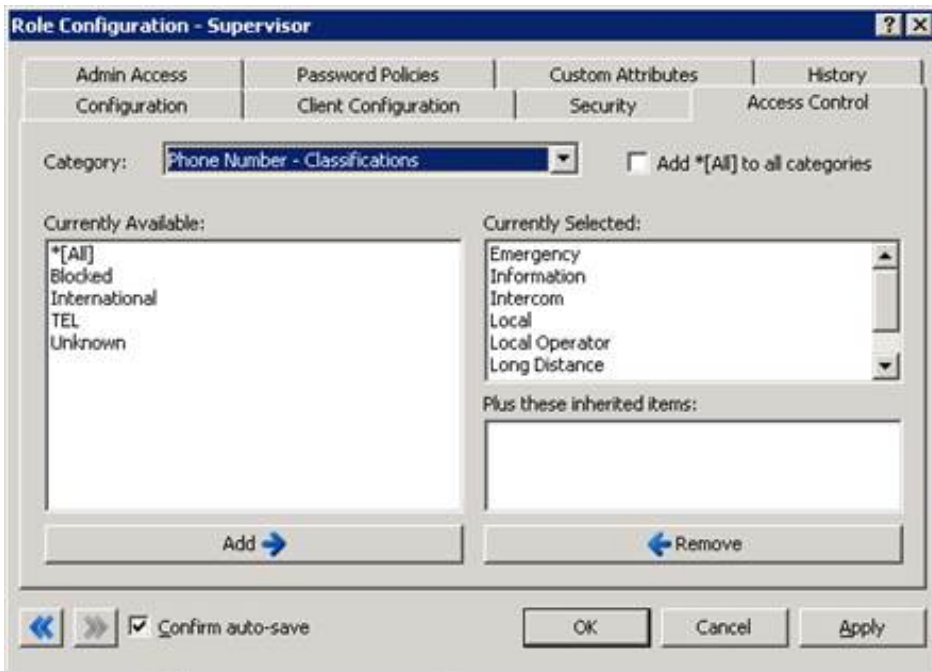 Role Configuration - Supervisor
Admin Access Password Policies Custom Attributes History
Configuration Client Configuration Security Access Control
Category: Phone Number - Classifications Add *[All] to all categories
Currently Available:
*[All]
Blocked
International
TEL
Unknown
Add
Currently Selected:
Emergency
Information
Intercom
Local
Local Operator
Long Distance
Plus these inherited items:
Remove
Confirm auto-save OK Cancel Apply